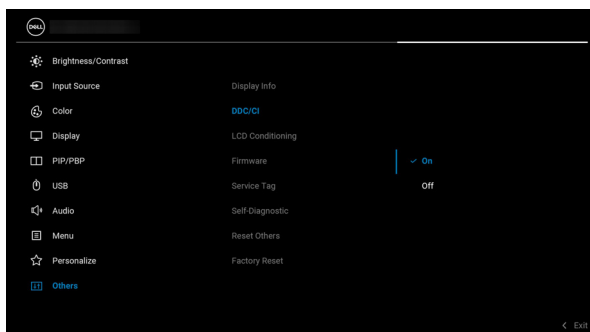 DELL
Brightness/Contrast
Input Source
Display Info
Color
DDC/CI
Display
LCD Conditioning
PIP/PBP
Firmware
On
USB
Service Tag
Off
Audio
Self-Diagnostic
Menu
Reset Others
Personalize
Factory Reset
Others
Exit